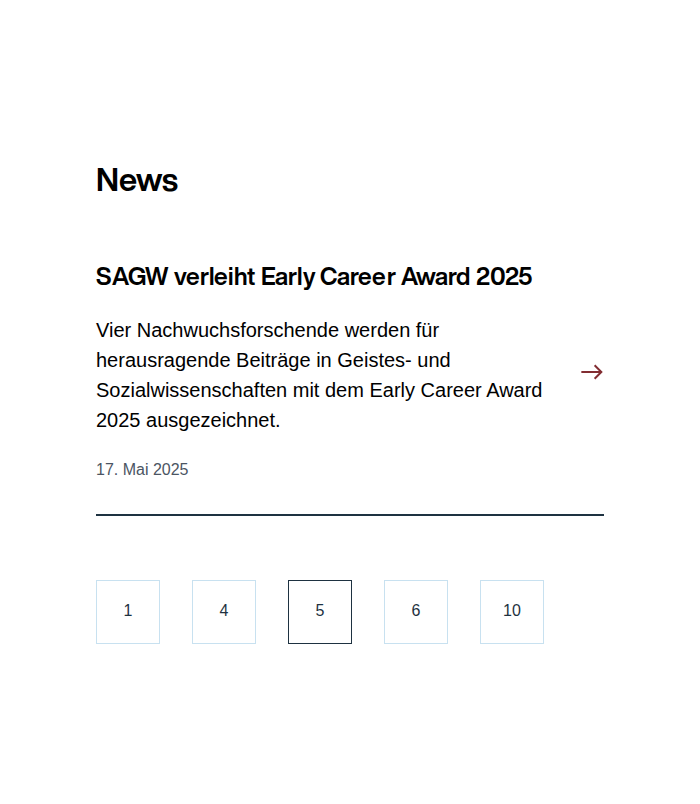 News
SAGW verleiht Early Career Award 2025
Vier Nachwuchsforschende werden für
herausragende Beiträge in Geistes- und
Sozialwissenschaften mit dem Early Career Award
2025 ausgezeichnet.
17. Mai 2025
1 4 5 6 10